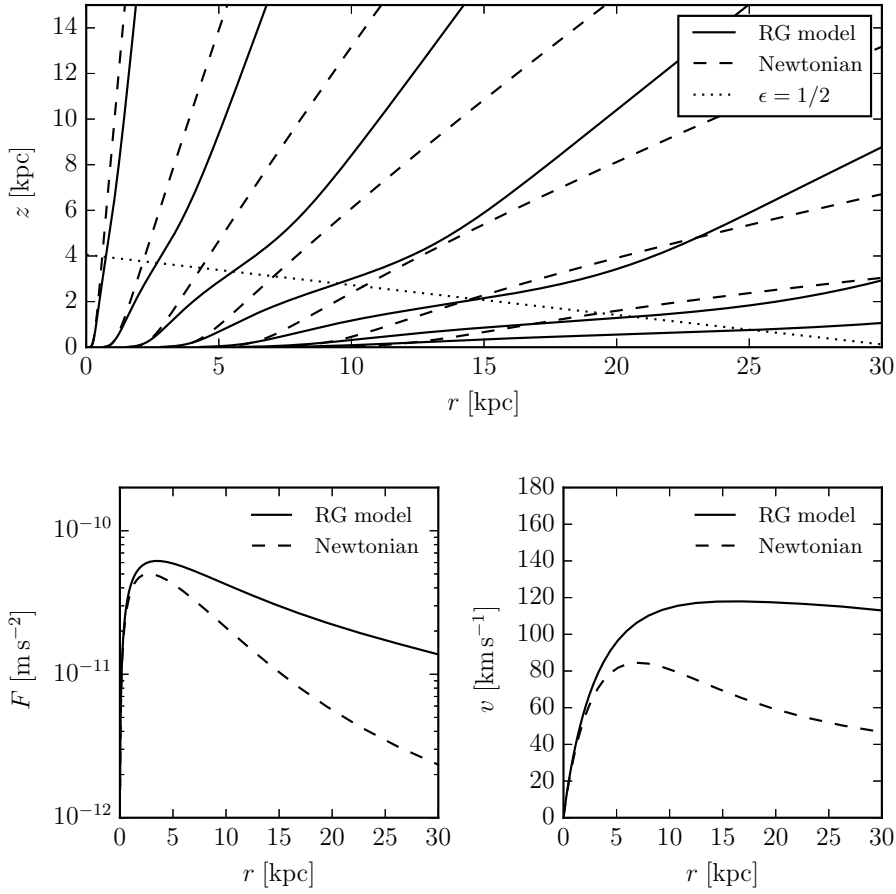 14
12
10
8
6
4
2
0
z [kpc]
RG model
Newtonian
ϵ = 1/2
0 5 10 15 20 25 30
r [kpc]
10⁻¹⁰
10⁻¹¹
10⁻¹²
F [m s⁻²]
RG model
Newtonian
0 5 10 15 20 25 30
r [kpc]
180
160
140
120
100
80
60
40
20
0
v [km s⁻¹]
RG model
Newtonian
0 5 10 15 20 25 30
r [kpc]